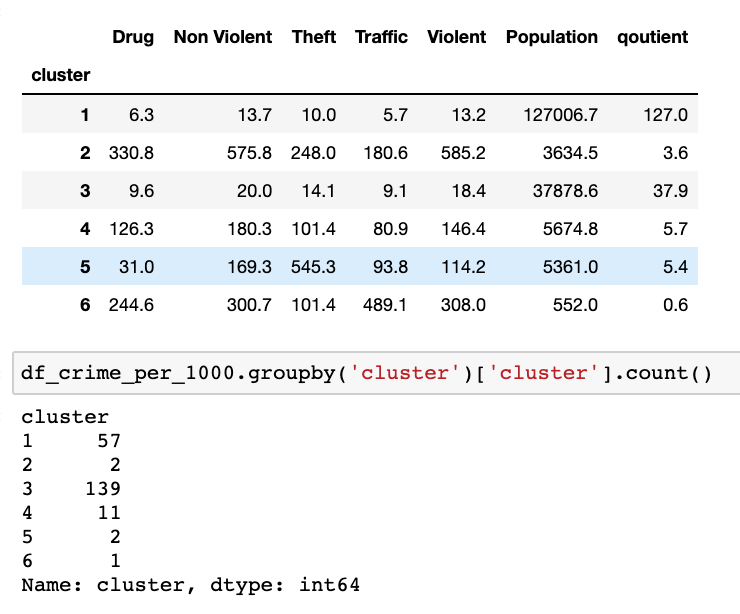 Drug Non Violent Theft Traffic Violent Population qoutient
cluster
1 6.3 13.7 10.0 5.7 13.2 127006.7 127.0
2 330.8 575.8 248.0 180.6 585.2 3634.5 3.6
3 9.6 20.0 14.1 9.1 18.4 37878.6 37.9
4 126.3 180.3 101.4 80.9 146.4 5674.8 5.7
5 31.0 169.3 545.3 93.8 114.2 5361.0 5.4
6 244.6 300.7 101.4 489.1 308.0 552.0 0.6
df_crime_per_1000.groupby('cluster')['cluster'].count()
cluster
1 57
2 2
3 139
4 11
5 2
6 1
Name: cluster, dtype: int64